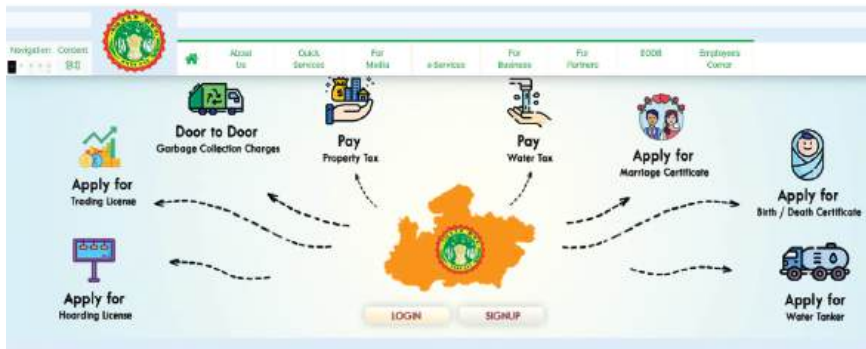 Navigation Content
About Us
Quick Services
For Media
e-Services
For Business
For Partners
EODB
Employees Corner
Door to Door
Garbage Collection Charges
Pay
Property Tax
Pay
Water Tax
Apply for
Marriage Certificate
Apply for
Trading License
Apply for
Birth / Death Certificate
Apply for
Hoarding License
Apply for
Water Tanker
LOGIN
SIGNUP